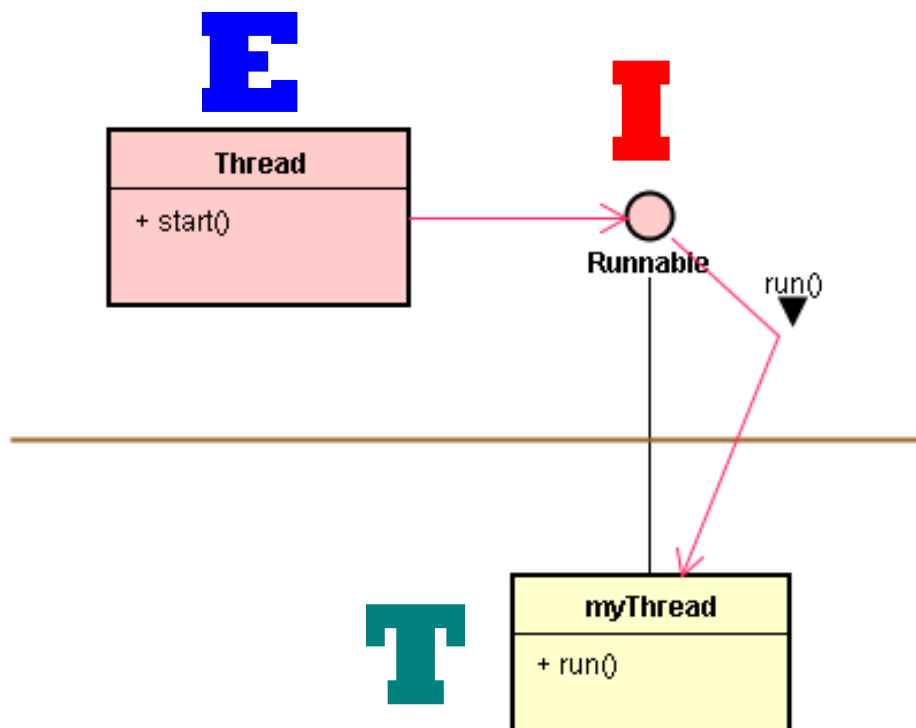 E
I
Thread
+ start()
Runnable
run()
T
myThread
+ run()